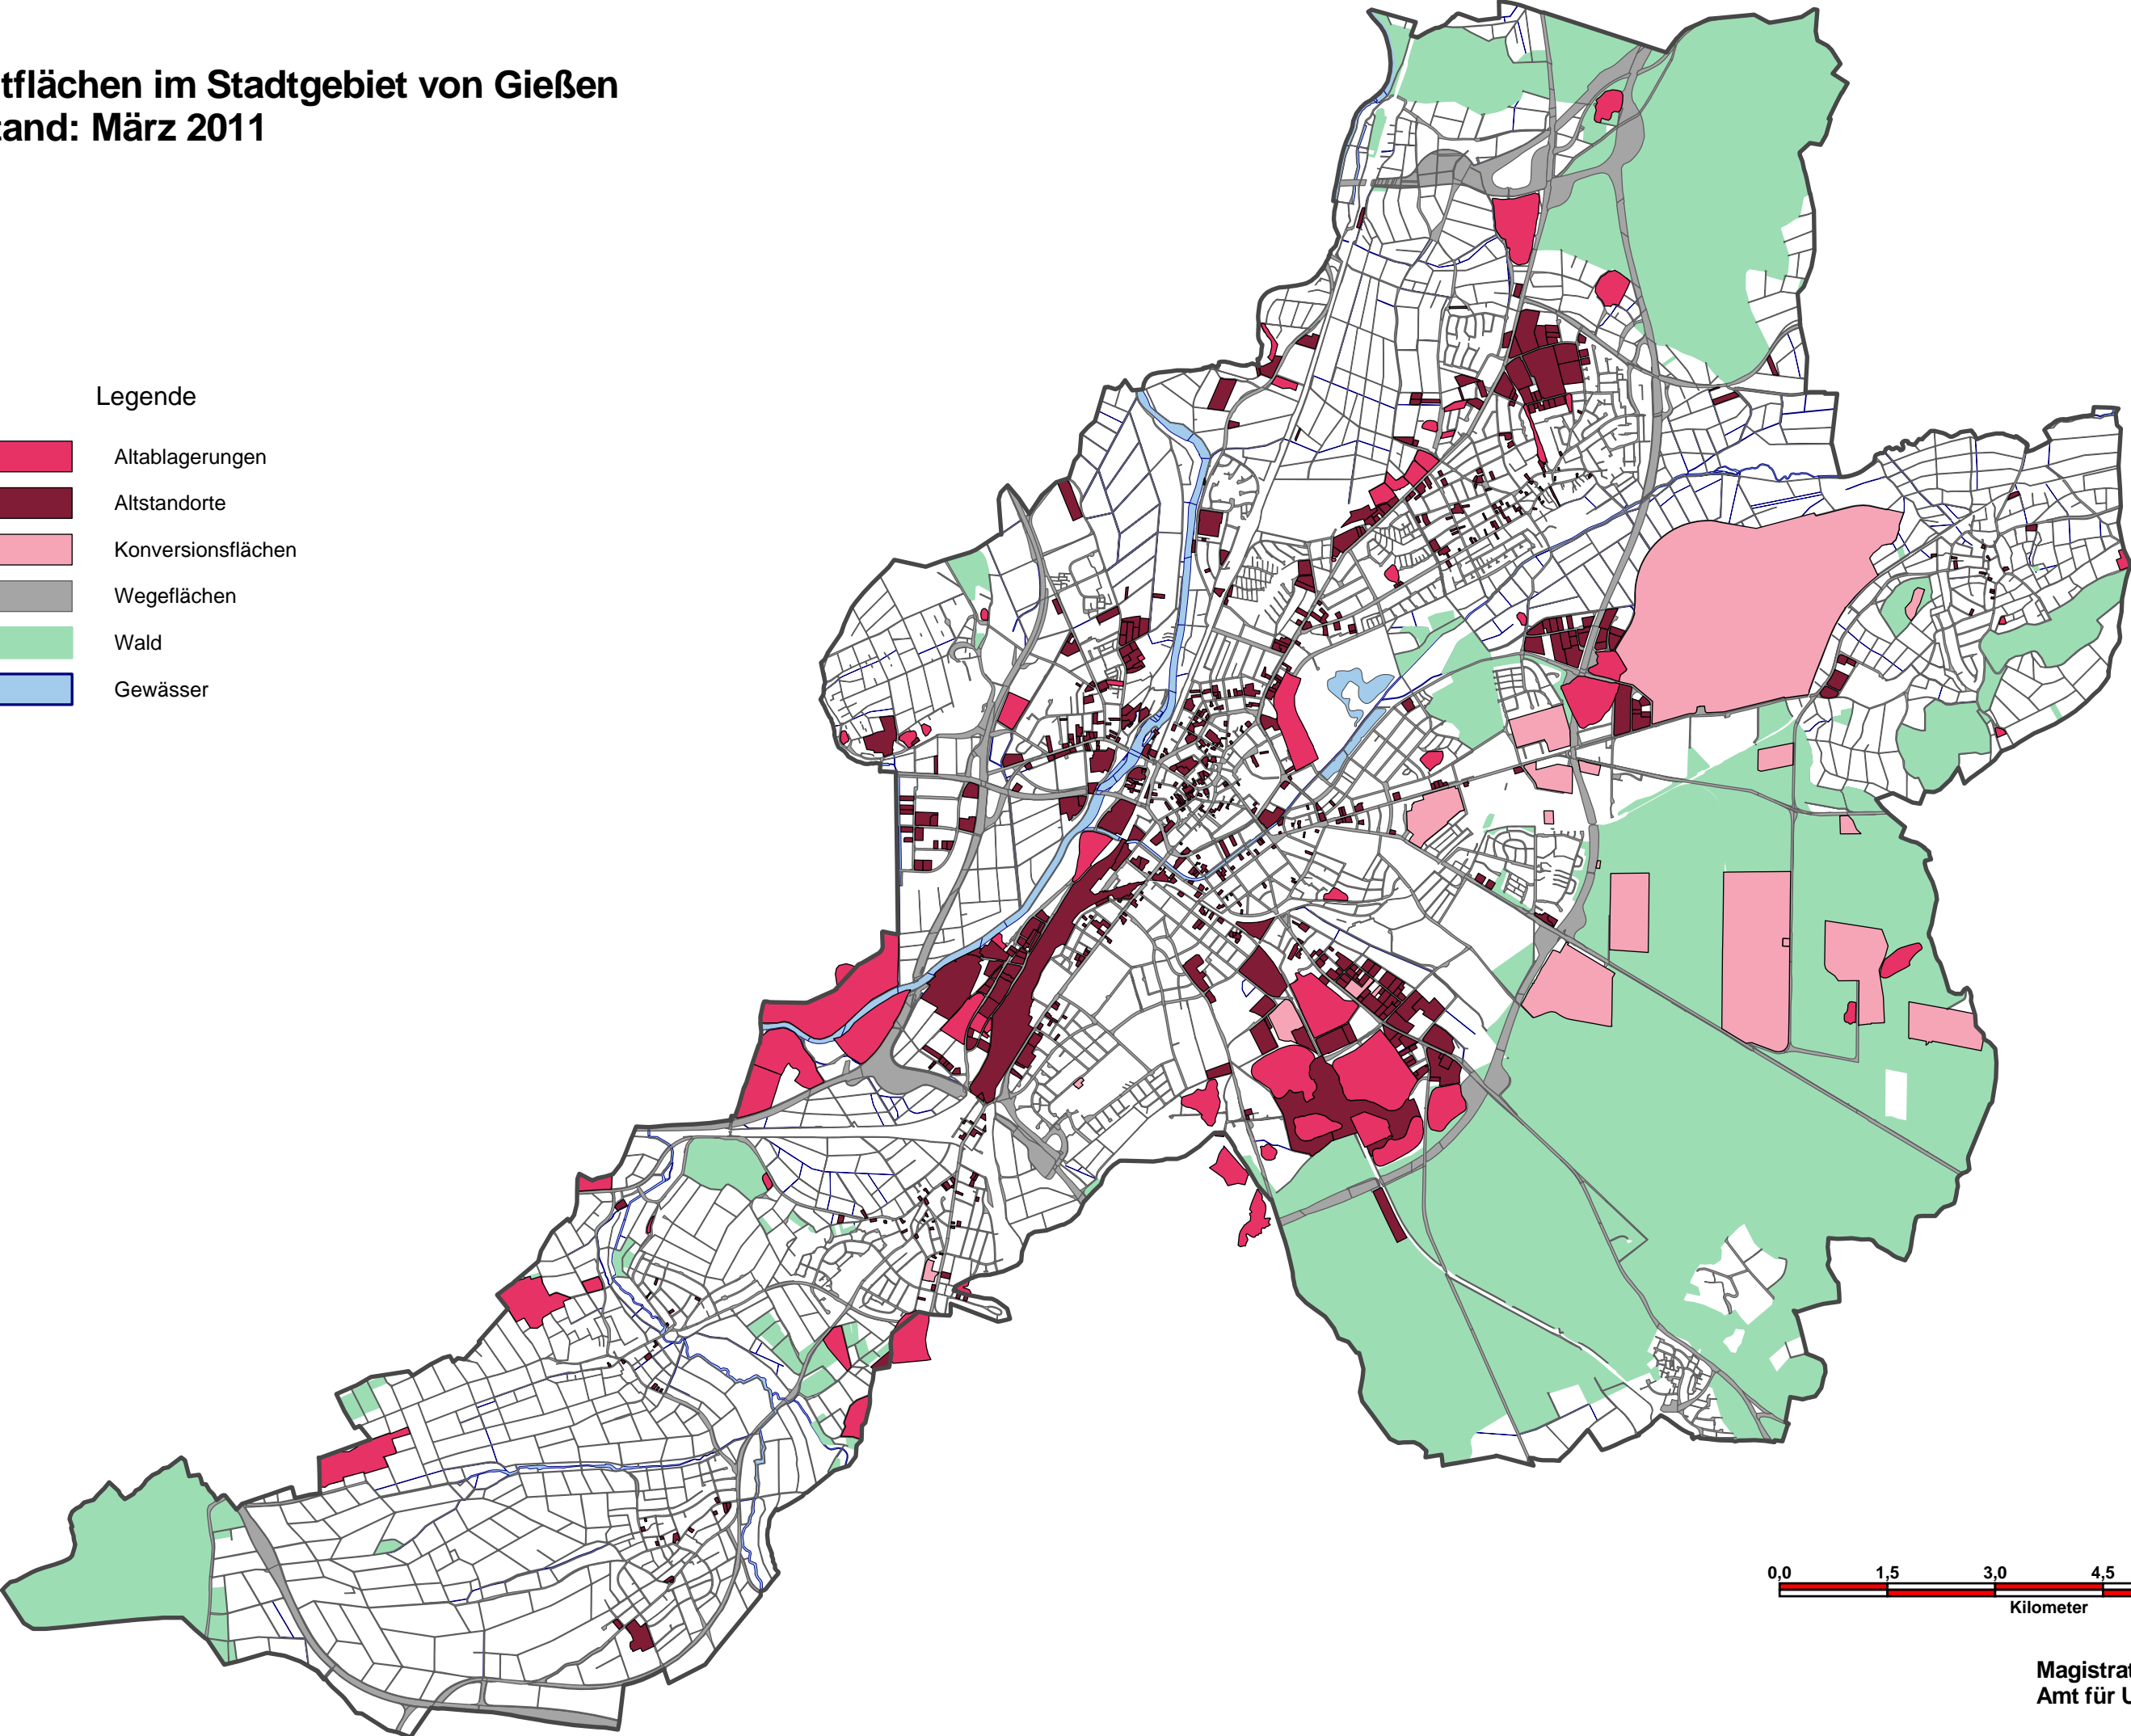 tflächen im Stadtgebiet von Gießen
tand: März 2011
Legende
Altablagerungen
Altstandorte
Konversionsflächen
Wegeflächen
Wald
Gewässer
0,0 1,5 3,0 4,5
Kilometer
Magistrat
Amt für U